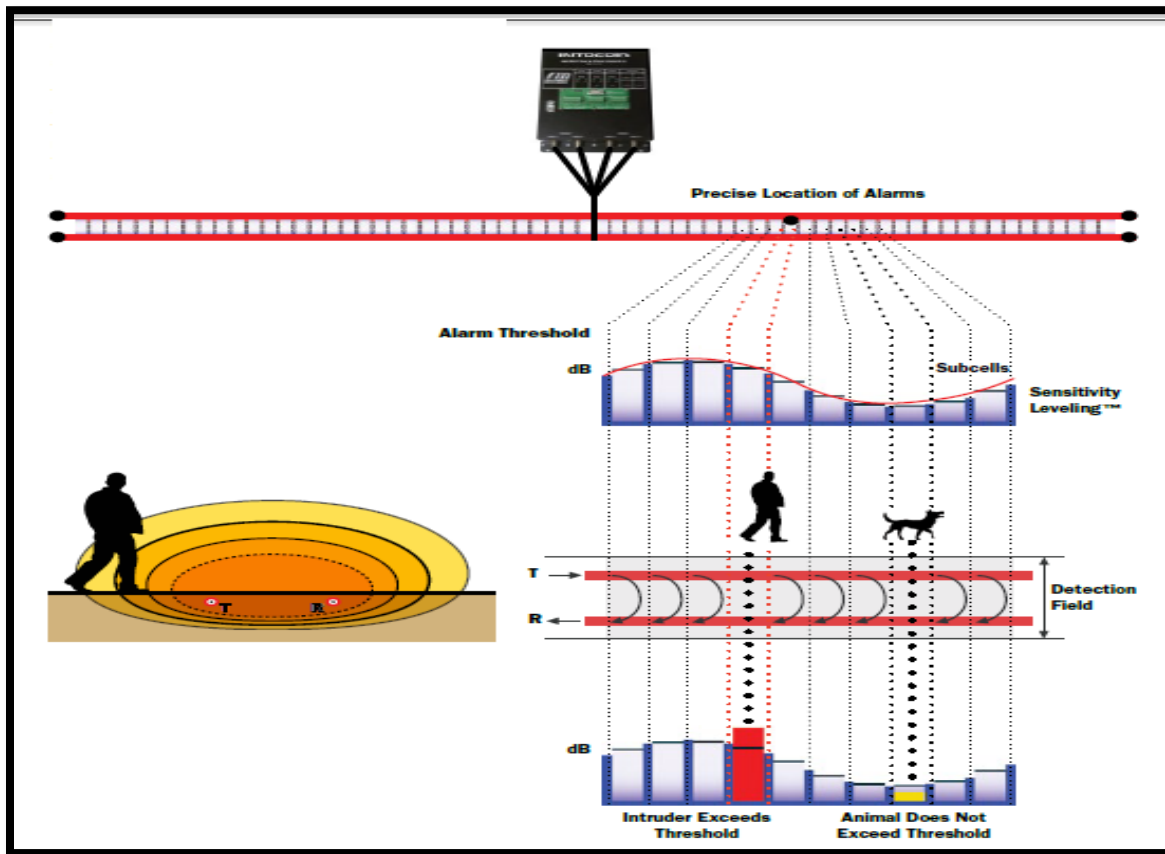 Precise Location of Alarms
Alarm Threshold
dB
Subcells
Sensitivity
Leveling™
T
R
T
R
Detection
Field
dB
Intruder Exceeds
Threshold
Animal Does Not
Exceed Threshold